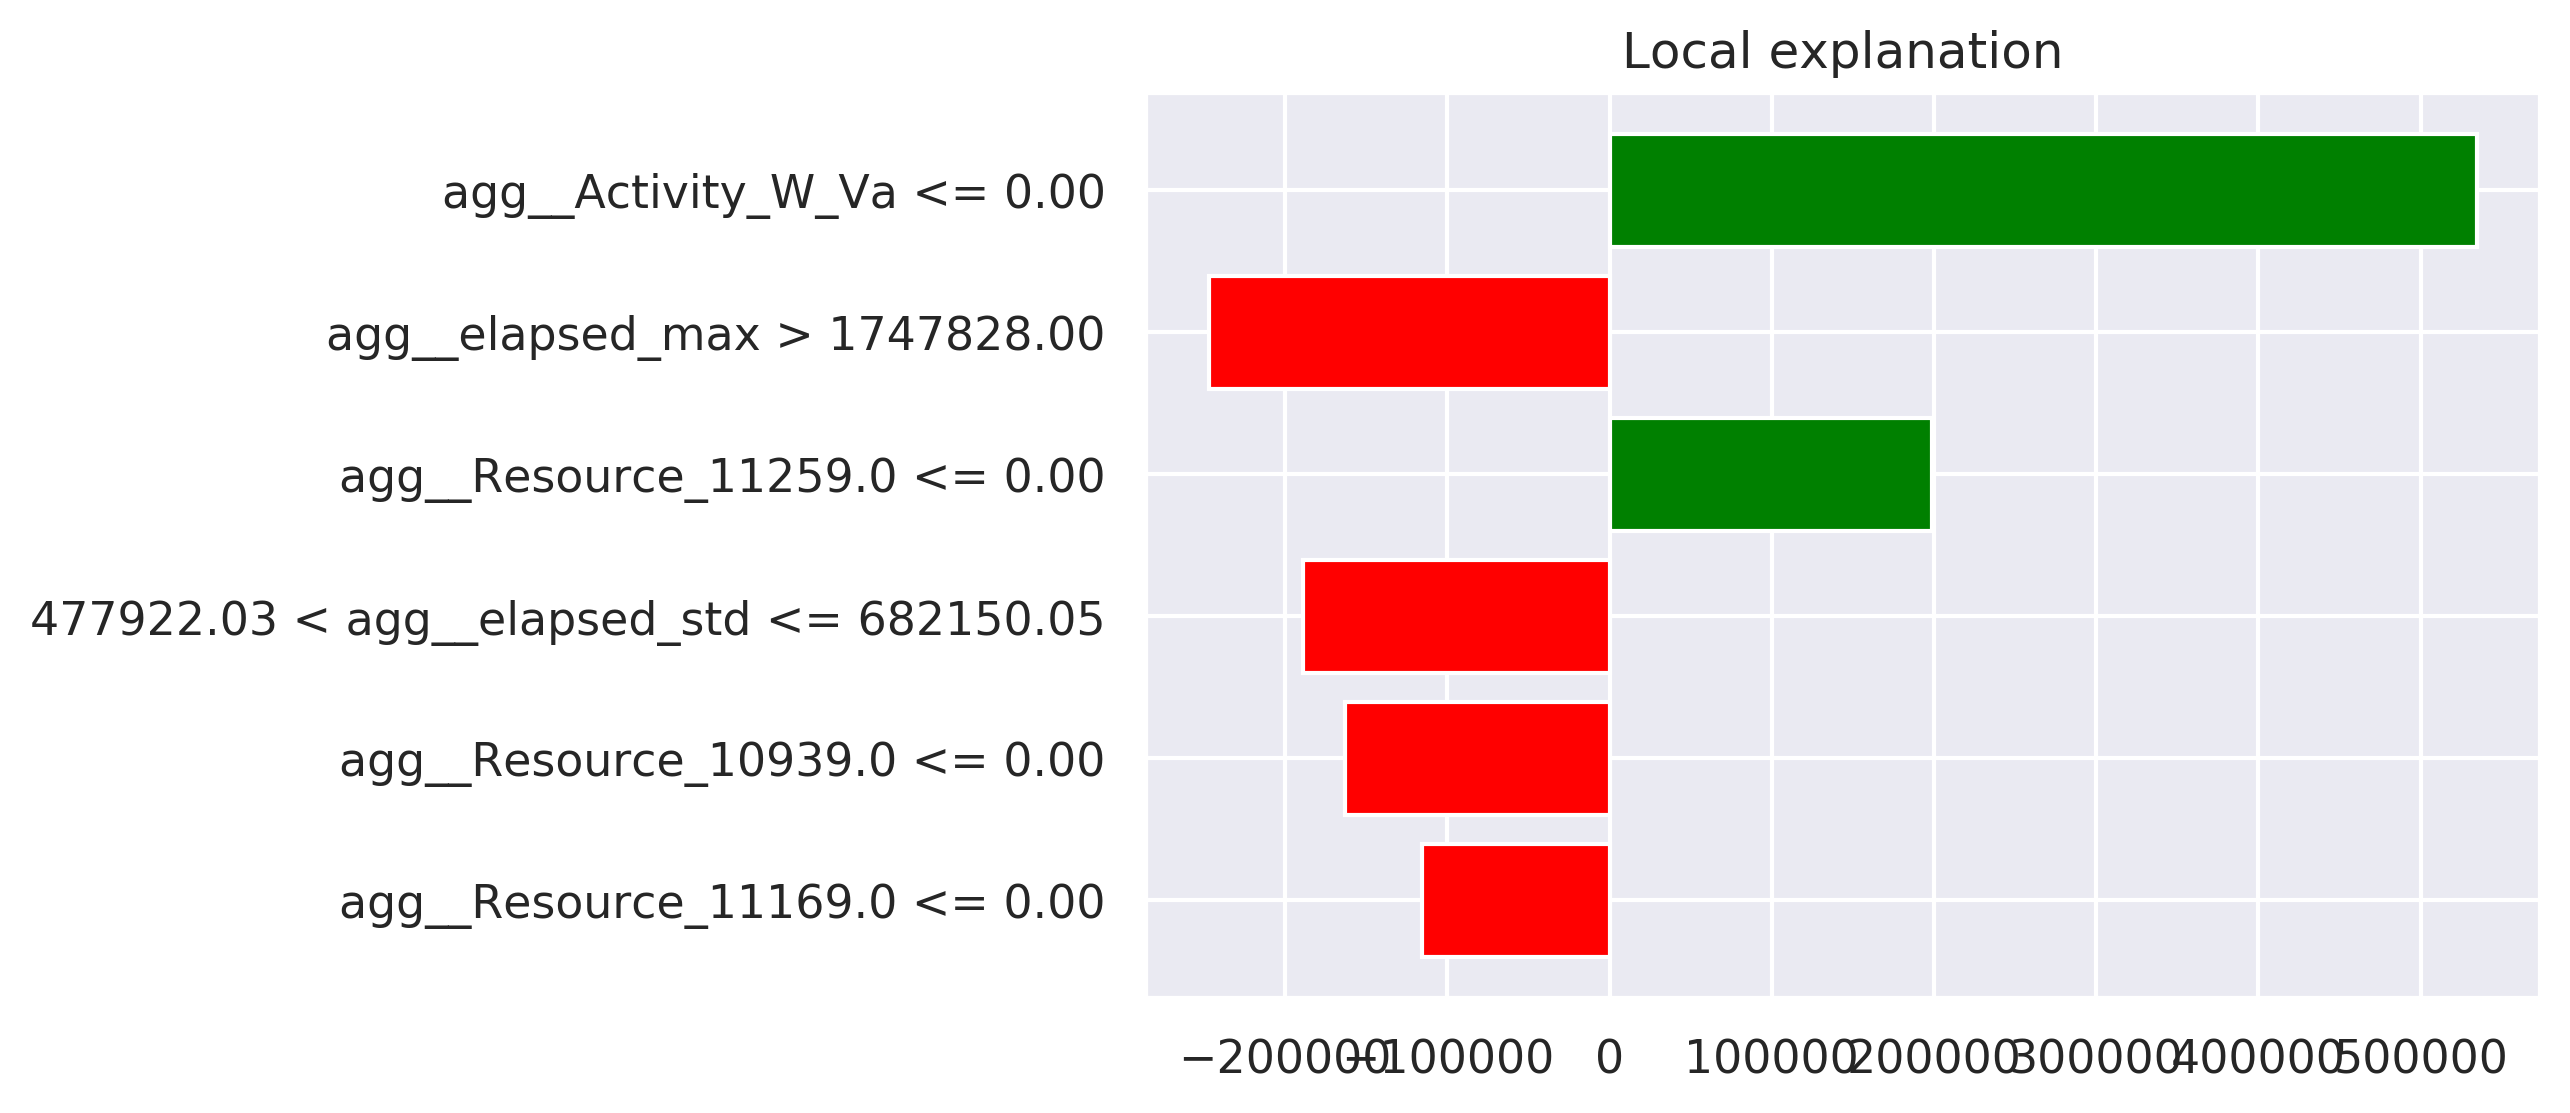 Local explanation
agg__Activity_W_Va <= 0.00
agg__elapsed_max > 1747828.00
agg__Resource_11259.0 <= 0.00
477922.03 < agg__elapsed_std <= 682150.05
agg__Resource_10939.0 <= 0.00
agg__Resource_11169.0 <= 0.00
−200000 −100000 0 100000 200000 300000 400000 500000